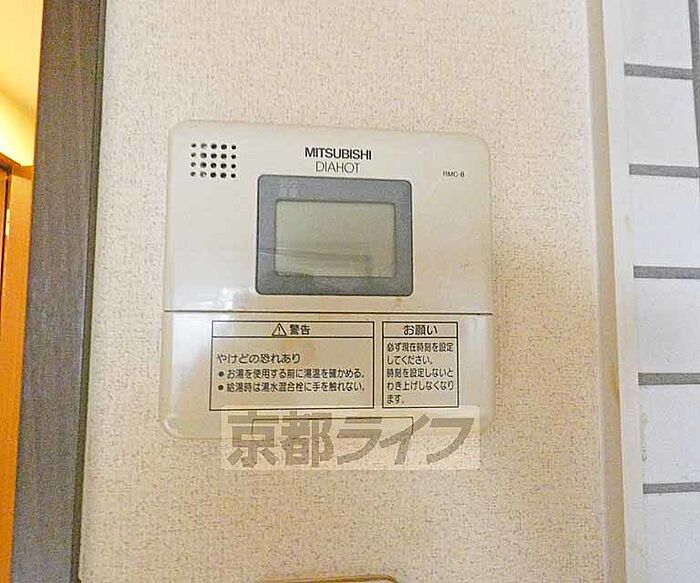 MITSUBISHI
DIAHOT
RMC-8
⚠警告
やけどの恐れあり
●お湯を使用する前に湯温を確かめる。
●給湯時は湯水混合栓に手を触れない。
お願い
必ず現在時刻を設定
してください。
時刻を設定しないと
わき上げしなくなり
ます。
京都ライフ